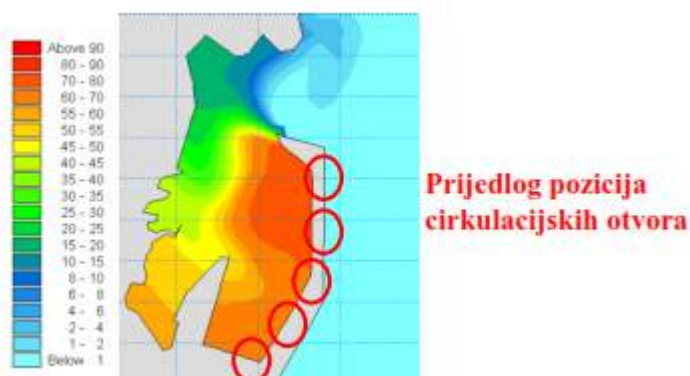 Above 90
80 - 90
70 - 80
60 - 70
55 - 60
50 - 55
45 - 50
40 - 45
35 - 40
30 - 35
25 - 30
20 - 25
15 - 20
10 - 15
8 - 10
6 - 8
4 - 6
2 - 4
1 - 2
Below 1
Prijedlog pozicija
cirkulacijskih otvora